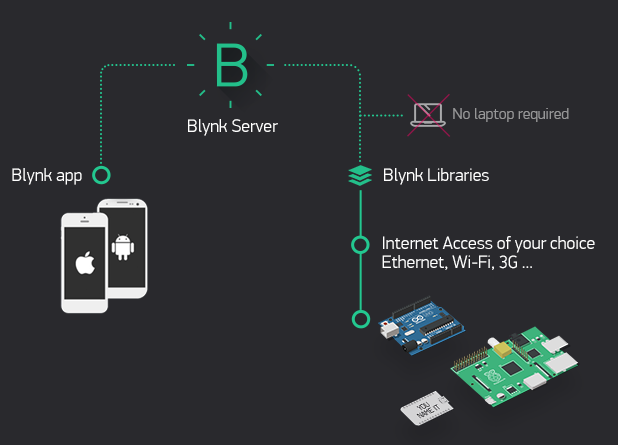 B
Blynk Server
No laptop required
Blynk app
Blynk Libraries
Internet Access of your choice
Ethernet, Wi-Fi, 3G ...
YOU
NAME IT